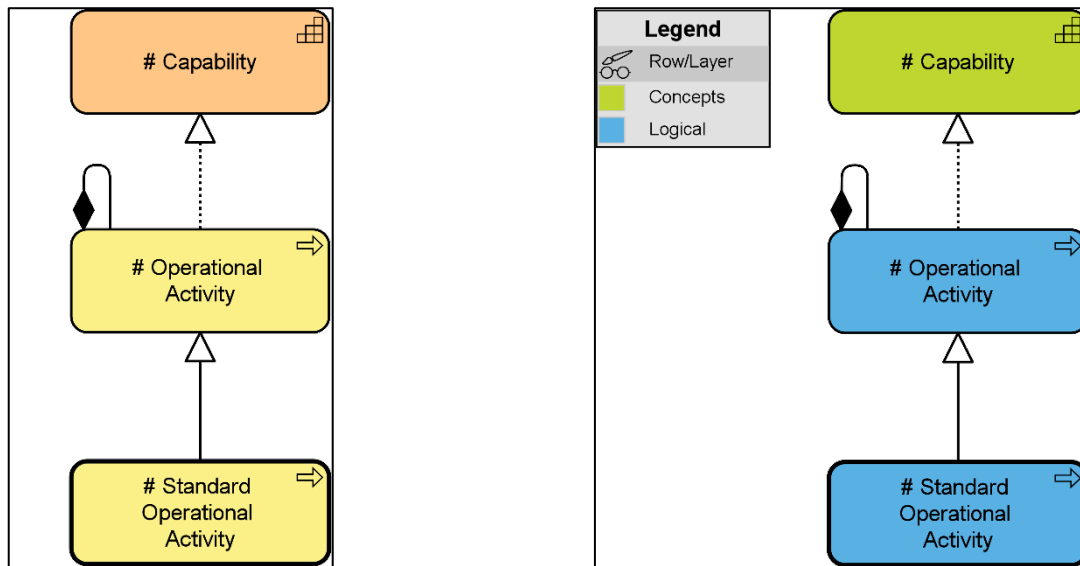 # Capability
# Operational
Activity
# Standard
Operational
Activity
Legend
Row/Layer
Concepts
Logical
# Capability
# Operational
Activity
# Standard
Operational
Activity